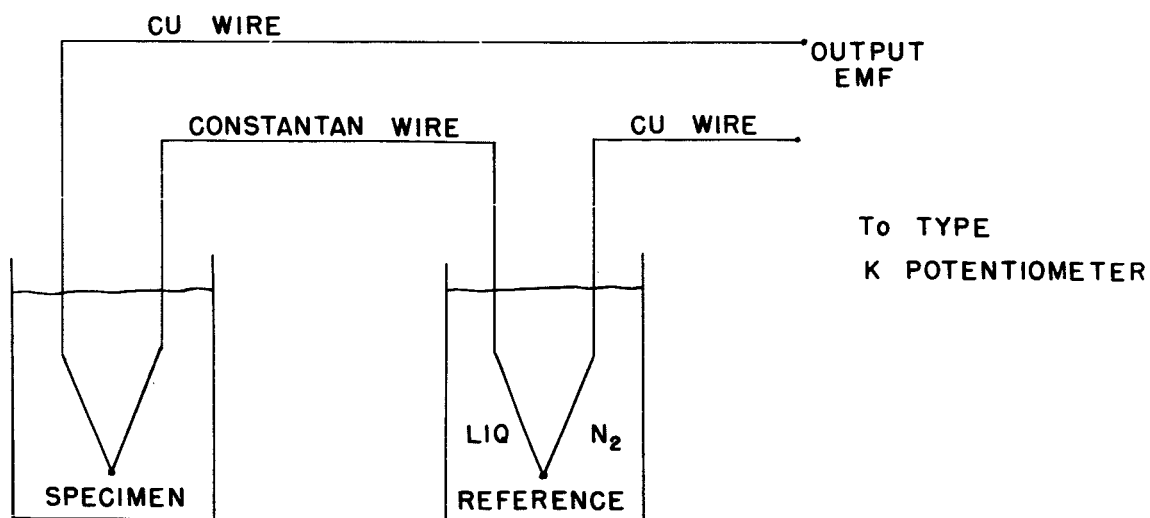 CU WIRE
OUTPUT
EMF
CONSTANTAN WIRE
CU WIRE
To TYPE
K POTENTIOMETER
LIQ N₂
SPECIMEN
REFERENCE